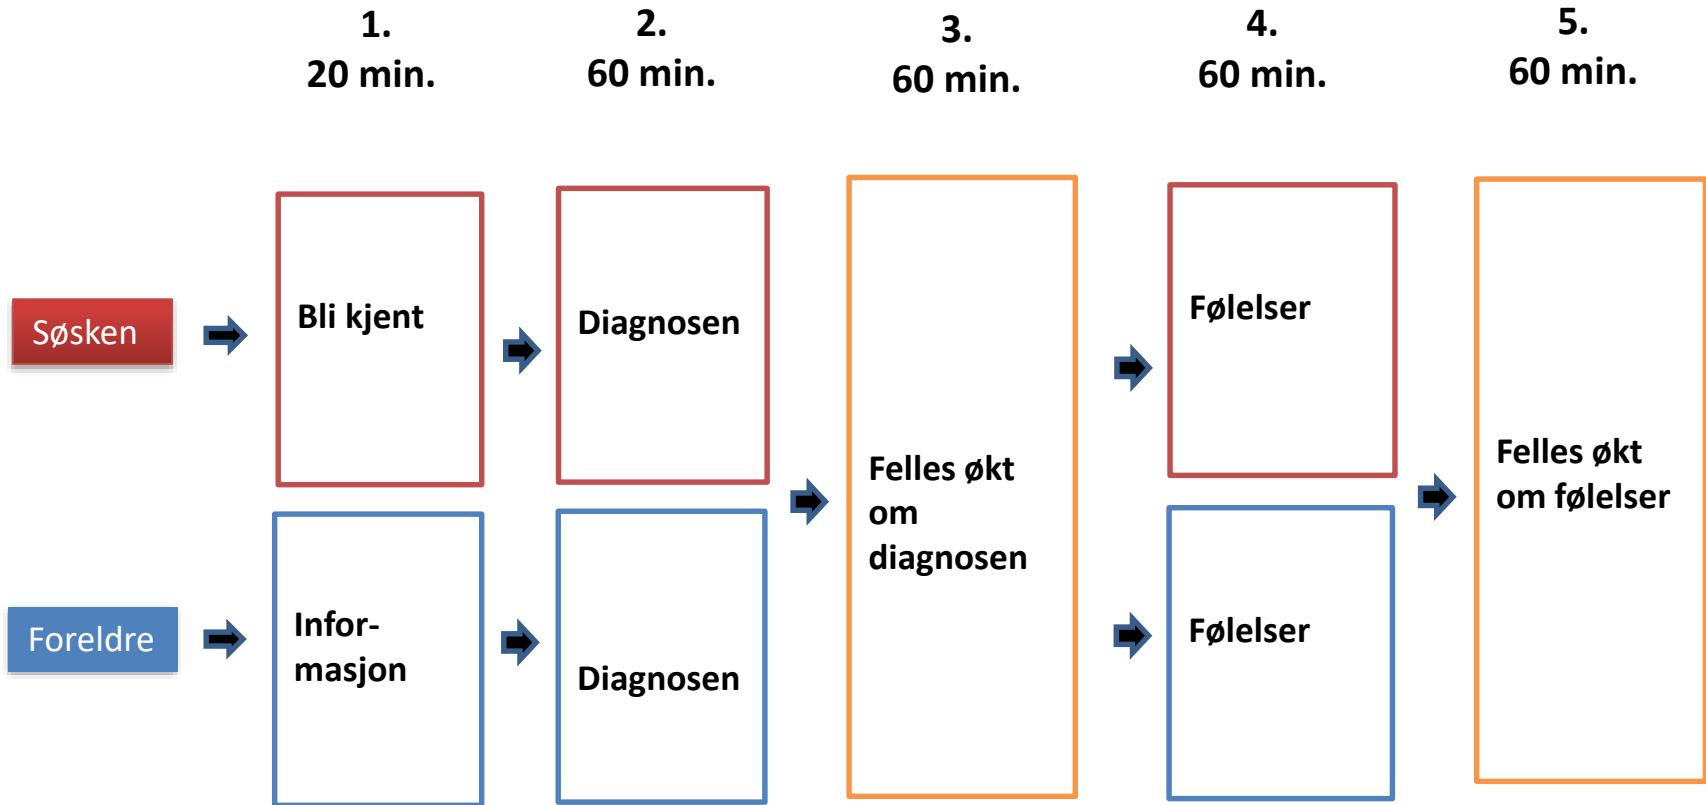 1.
20 min.
2.
60 min.
3.
60 min.
4.
60 min.
5.
60 min.
Søsken
Bli kjent
Diagnosen
Felles økt
om
diagnosen
Følelser
Felles økt
om følelser
Foreldre
Infor-
masjon
Diagnosen
Følelser